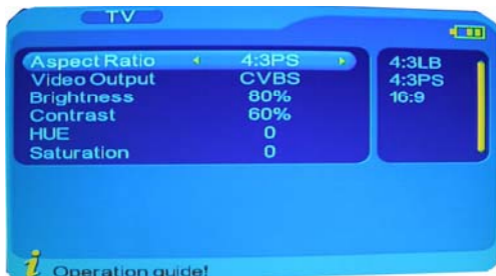 TV
Aspect Ratio 4:3PS
Video Output CVBS
Brightness 80%
Contrast 60%
HUE 0
Saturation 0
4:3LB
4:3PS
16:9
i Operation guide!